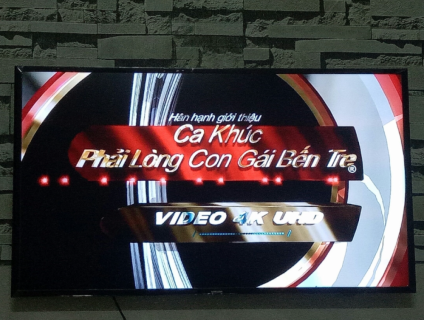 Hân hạnh giới thiệu
Ca Khúc
Phải Lòng Con Gái Bến Tre®
VIDEO 4K UHD